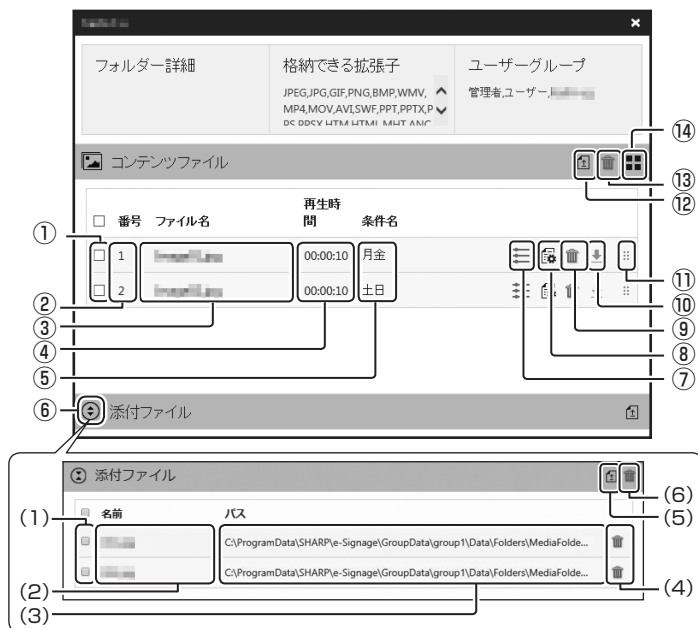 ×
フォルダー詳細
格納できる拡張子
JPEG,JPG,GIF,PNG,BMP,WMV,
MP4,MOV,AVI,SWF,PPT,PPTX,P
PS,PPSX,HTM,HTML,MHT,ANC
ユーザーグループ
管理者,ユーザー,
コンテンツファイル
⑭
⑬
⑫
番号 ファイル名 再生時間 条件名
1 00:00:10 月金
2 00:00:10 土日
①
②
③
④
⑤
⑥
⑪
⑩
⑨
⑧
⑦
添付ファイル
添付ファイル
名前 パス
C:\ProgramData\SHARP\e-Signage\GroupData\group1\Data\Folders\MediaFolde...
C:\ProgramData\SHARP\e-Signage\GroupData\group1\Data\Folders\MediaFolde...
(1)
(2)
(3)
(4)
(5)
(6)